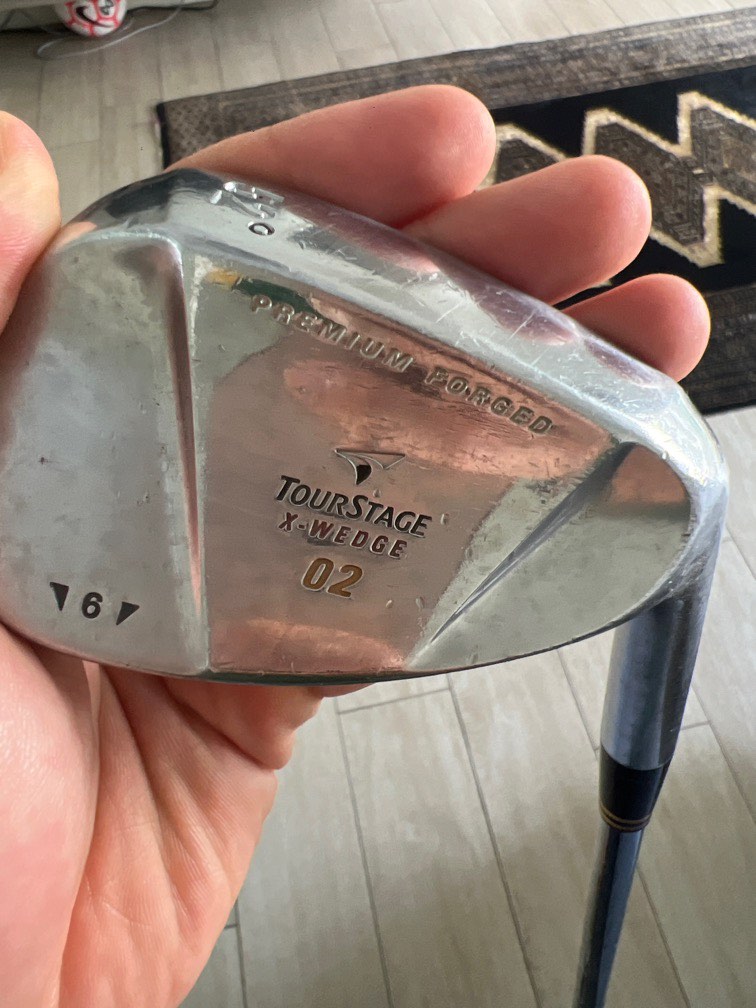 PREMIUM FORGED
TOURSTAGE
X-WEDGE
02
6